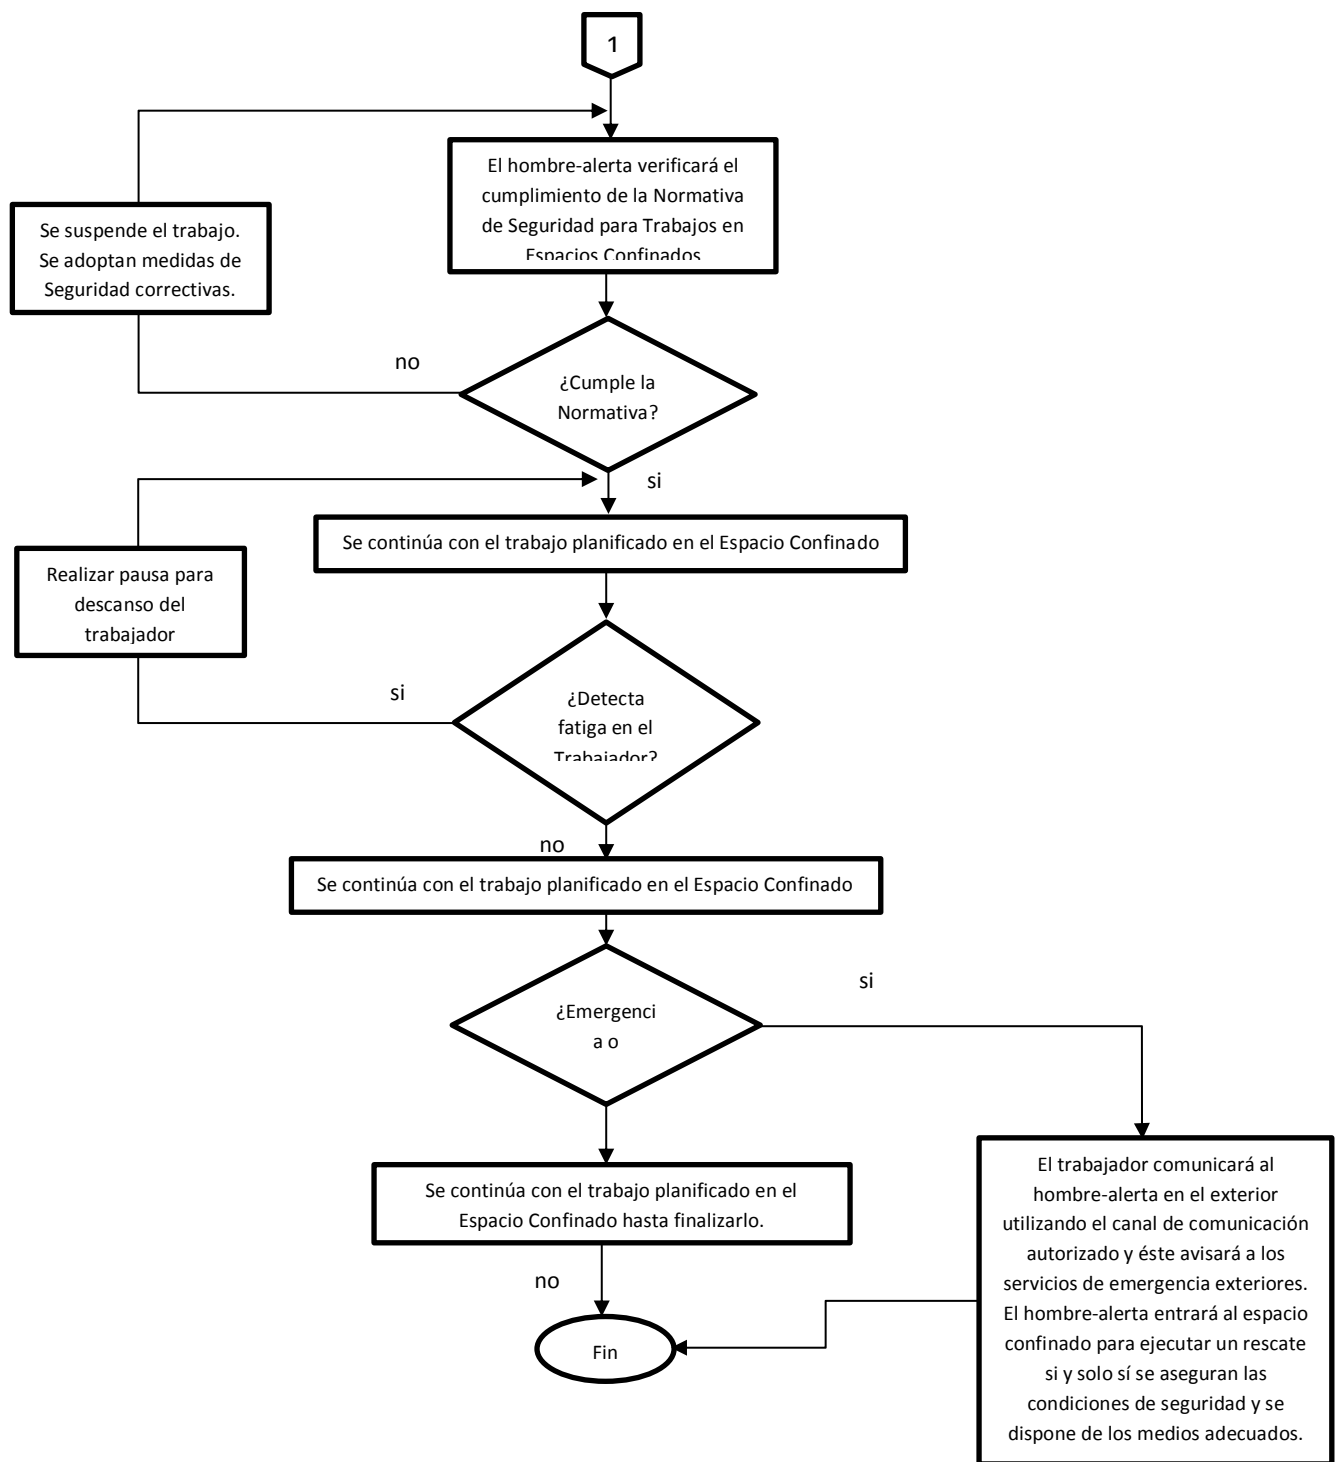 1
El hombre-alerta verificará el
cumplimiento de la Normativa
de Seguridad para Trabajos en
Espacios Confinados
Se suspende el trabajo.
Se adoptan medidas de
Seguridad correctivas.
no
¿Cumple la
Normativa?
si
Se continúa con el trabajo planificado en el Espacio Confinado
Realizar pausa para
descanso del
trabajador
si
¿Detecta
fatiga en el
Trabajador?
no
Se continúa con el trabajo planificado en el Espacio Confinado
si
¿Emergenci
a o
Se continúa con el trabajo planificado en el
Espacio Confinado hasta finalizarlo.
no
Fin
El trabajador comunicará al
hombre-alerta en el exterior
utilizando el canal de comunicación
autorizado y éste avisará a los
servicios de emergencia exteriores.
El hombre-alerta entrará al espacio
confinado para ejecutar un rescate
si y solo sí se aseguran las
condiciones de seguridad y se
dispone de los medios adecuados.